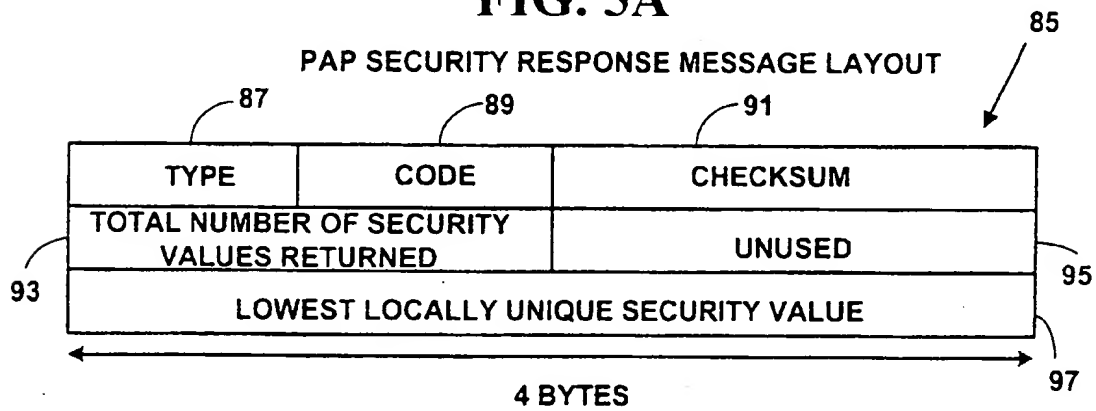 FIG. 5A
PAP SECURITY RESPONSE MESSAGE LAYOUT
85
87
89
91
TYPE
CODE
CHECKSUM
TOTAL NUMBER OF SECURITY
VALUES RETURNED
UNUSED
93
95
LOWEST LOCALLY UNIQUE SECURITY VALUE
97
4 BYTES